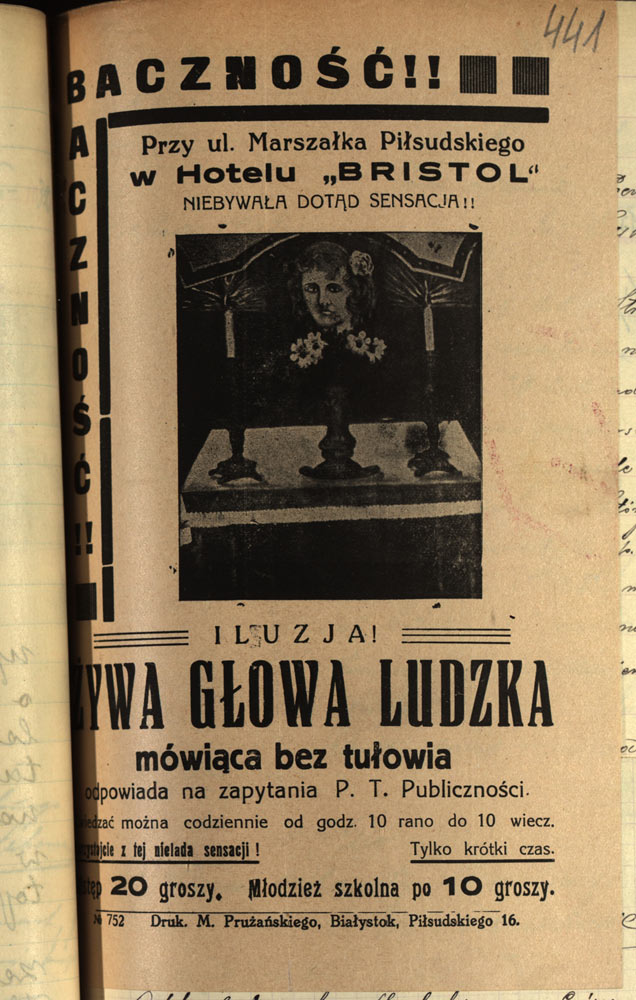 441
BACZNOŚĆ!!
BACZNOŚĆ!!
Przy ul. Marszałka Piłsudskiego
w Hotelu „BRISTOL“
NIEBYWAŁA DOTĄD SENSACJA!!
ILUZJA!
ŻYWA GŁOWA LUDZKA
mówiąca bez tułowia
odpowiada na zapytania P. T. Publiczności.
można codziennie od godz. 10 rano do 10 wiecz.
z tej nielada sensacji! Tylko krótki czas.
20 groszy. Młodzież szkolna po 10 groszy.
№ 752 Druk. M. Prużańskiego, Białystok, Piłsudskiego 16.